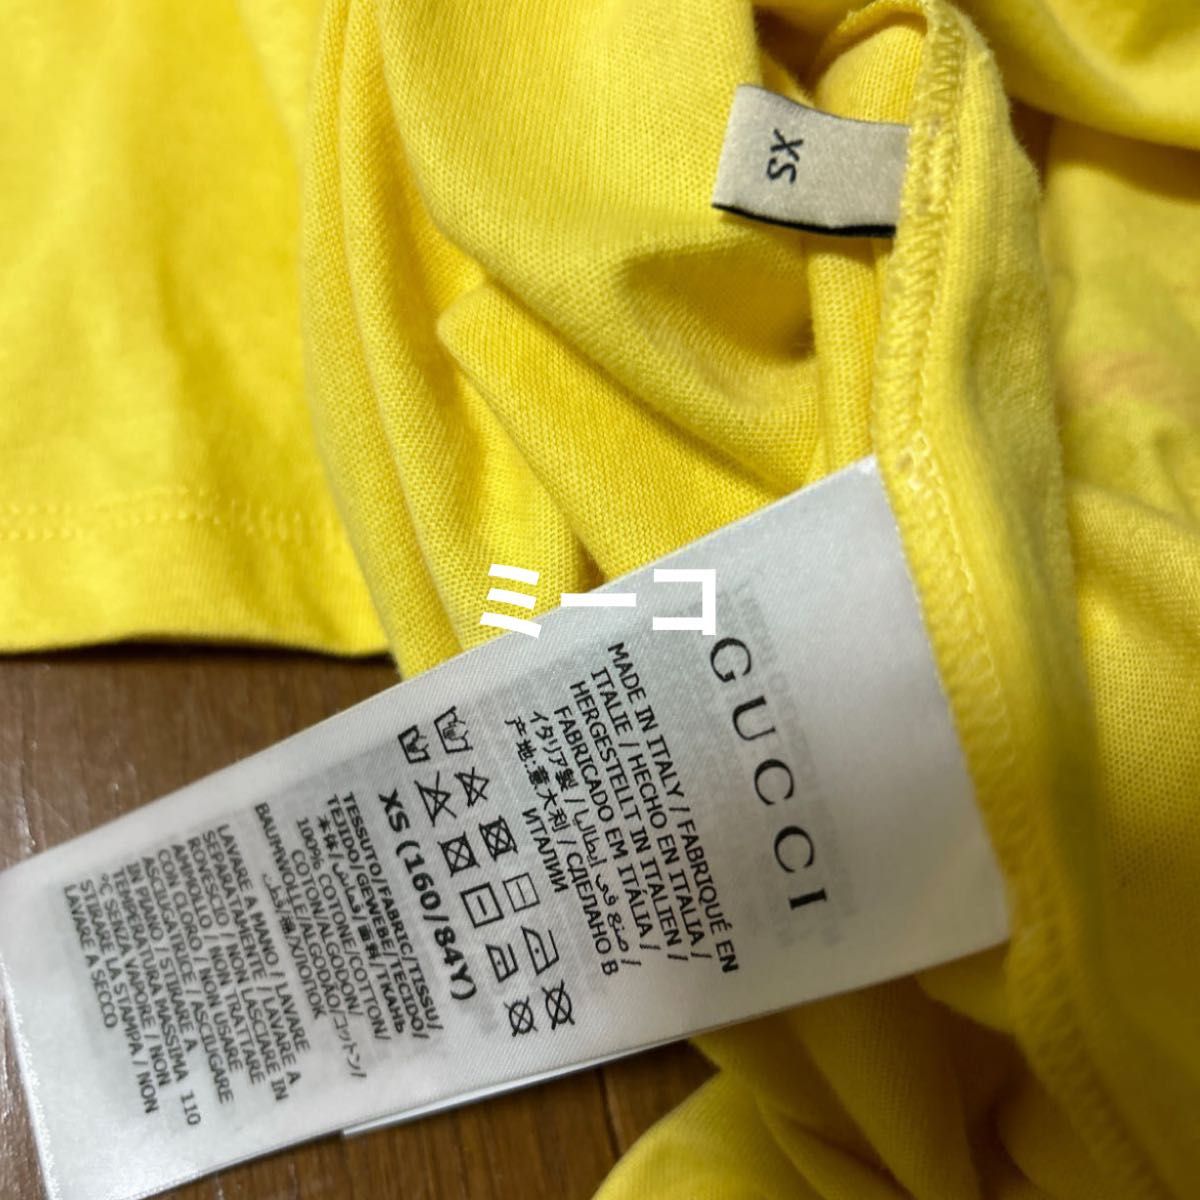 XS
ミーコ
GUCCI
MADE IN ITALY / FABRIQUÉ EN
ITALIE / HECHO EN ITALIA /
HERGESTELLT IN ITALIEN /
FABRICADO EM ITÁLIA /
イタリア製 / صنع في إيطاليا /
产地:意大利 / СДЕЛАНО В
ИТАЛИИ
XS (160/84Y)
TESSUTO/FABRIC/TISSU/
TEJIDO/GEWEBE/TECIDO/
本体/قماش/面料/ТКАНЬ
100% COTONE/COTTON/
COTON/ALGODON/
BAUMWOLLE/ALGODÃO/コットン/
قطن/棉/ХЛОПОК
LAVARE A MANO / LAVARE
SEPARATAMENTE / LAVARE A
ROVESCIO / NON LASCIARE IN
AMMOLLO / NON TRATTARE
CON CLORO / NON USARE
ASCIUGATRICE / ASCIUGARE
IN PIANO / STIRARE A
TEMPERATURA MASSIMA 110
°C SENZA VAPORE / NON
STIRARE LA STAMPA / NON
LAVARE A SECCO